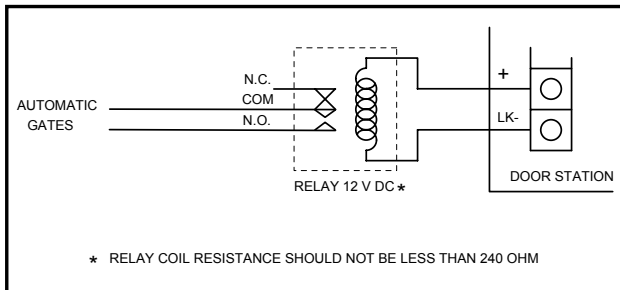 N.C.
COM
N.O.
AUTOMATIC
GATES
+
LK-
RELAY 12 V DC *
DOOR STATION
* RELAY COIL RESISTANCE SHOULD NOT BE LESS THAN 240 OHM